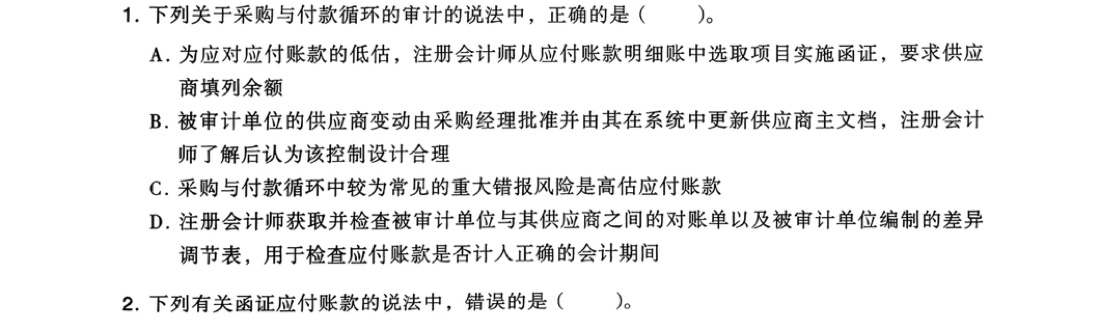 1. 下列关于采购与付款循环的审计的说法中，正确的是（　　）。
A. 为应对应付账款的低估，注册会计师从应付账款明细账中选取项目实施函证，要求供应
商填列余额
B. 被审计单位的供应商变动由采购经理批准并由其在系统中更新供应商主文档，注册会计
师了解后认为该控制设计合理
C. 采购与付款循环中较为常见的重大错报风险是高估应付账款
D. 注册会计师获取并检查被审计单位与其供应商之间的对账单以及被审计单位编制的差异
调节表，用于检查应付账款是否计入正确的会计期间
2. 下列有关函证应付账款的说法中，错误的是（　　）。